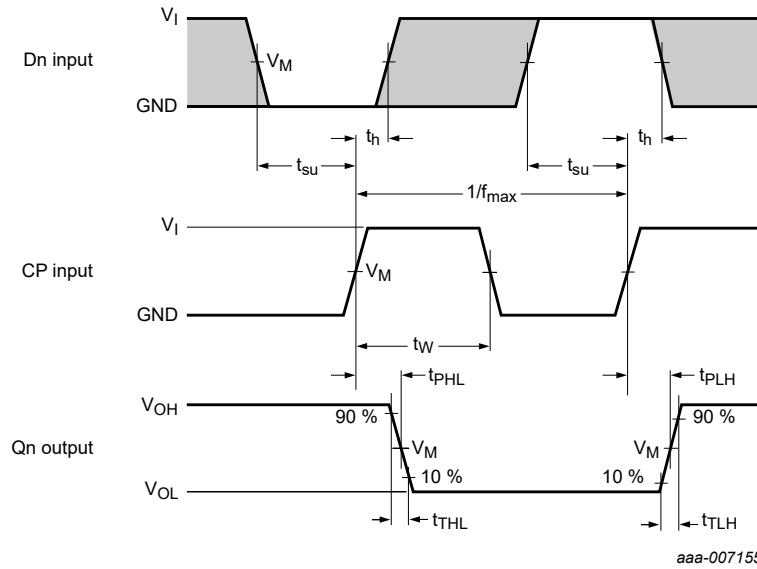 V_I
Dn input
V_M
GND
t_h
t_h
t_su
t_su
1/f_max
V_I
CP input
V_M
GND
t_W
t_PHL
t_PLH
V_OH
90 %
90 %
Qn output
V_M
V_M
10 %
10 %
V_OL
t_THL
t_TLH
aaa-007155